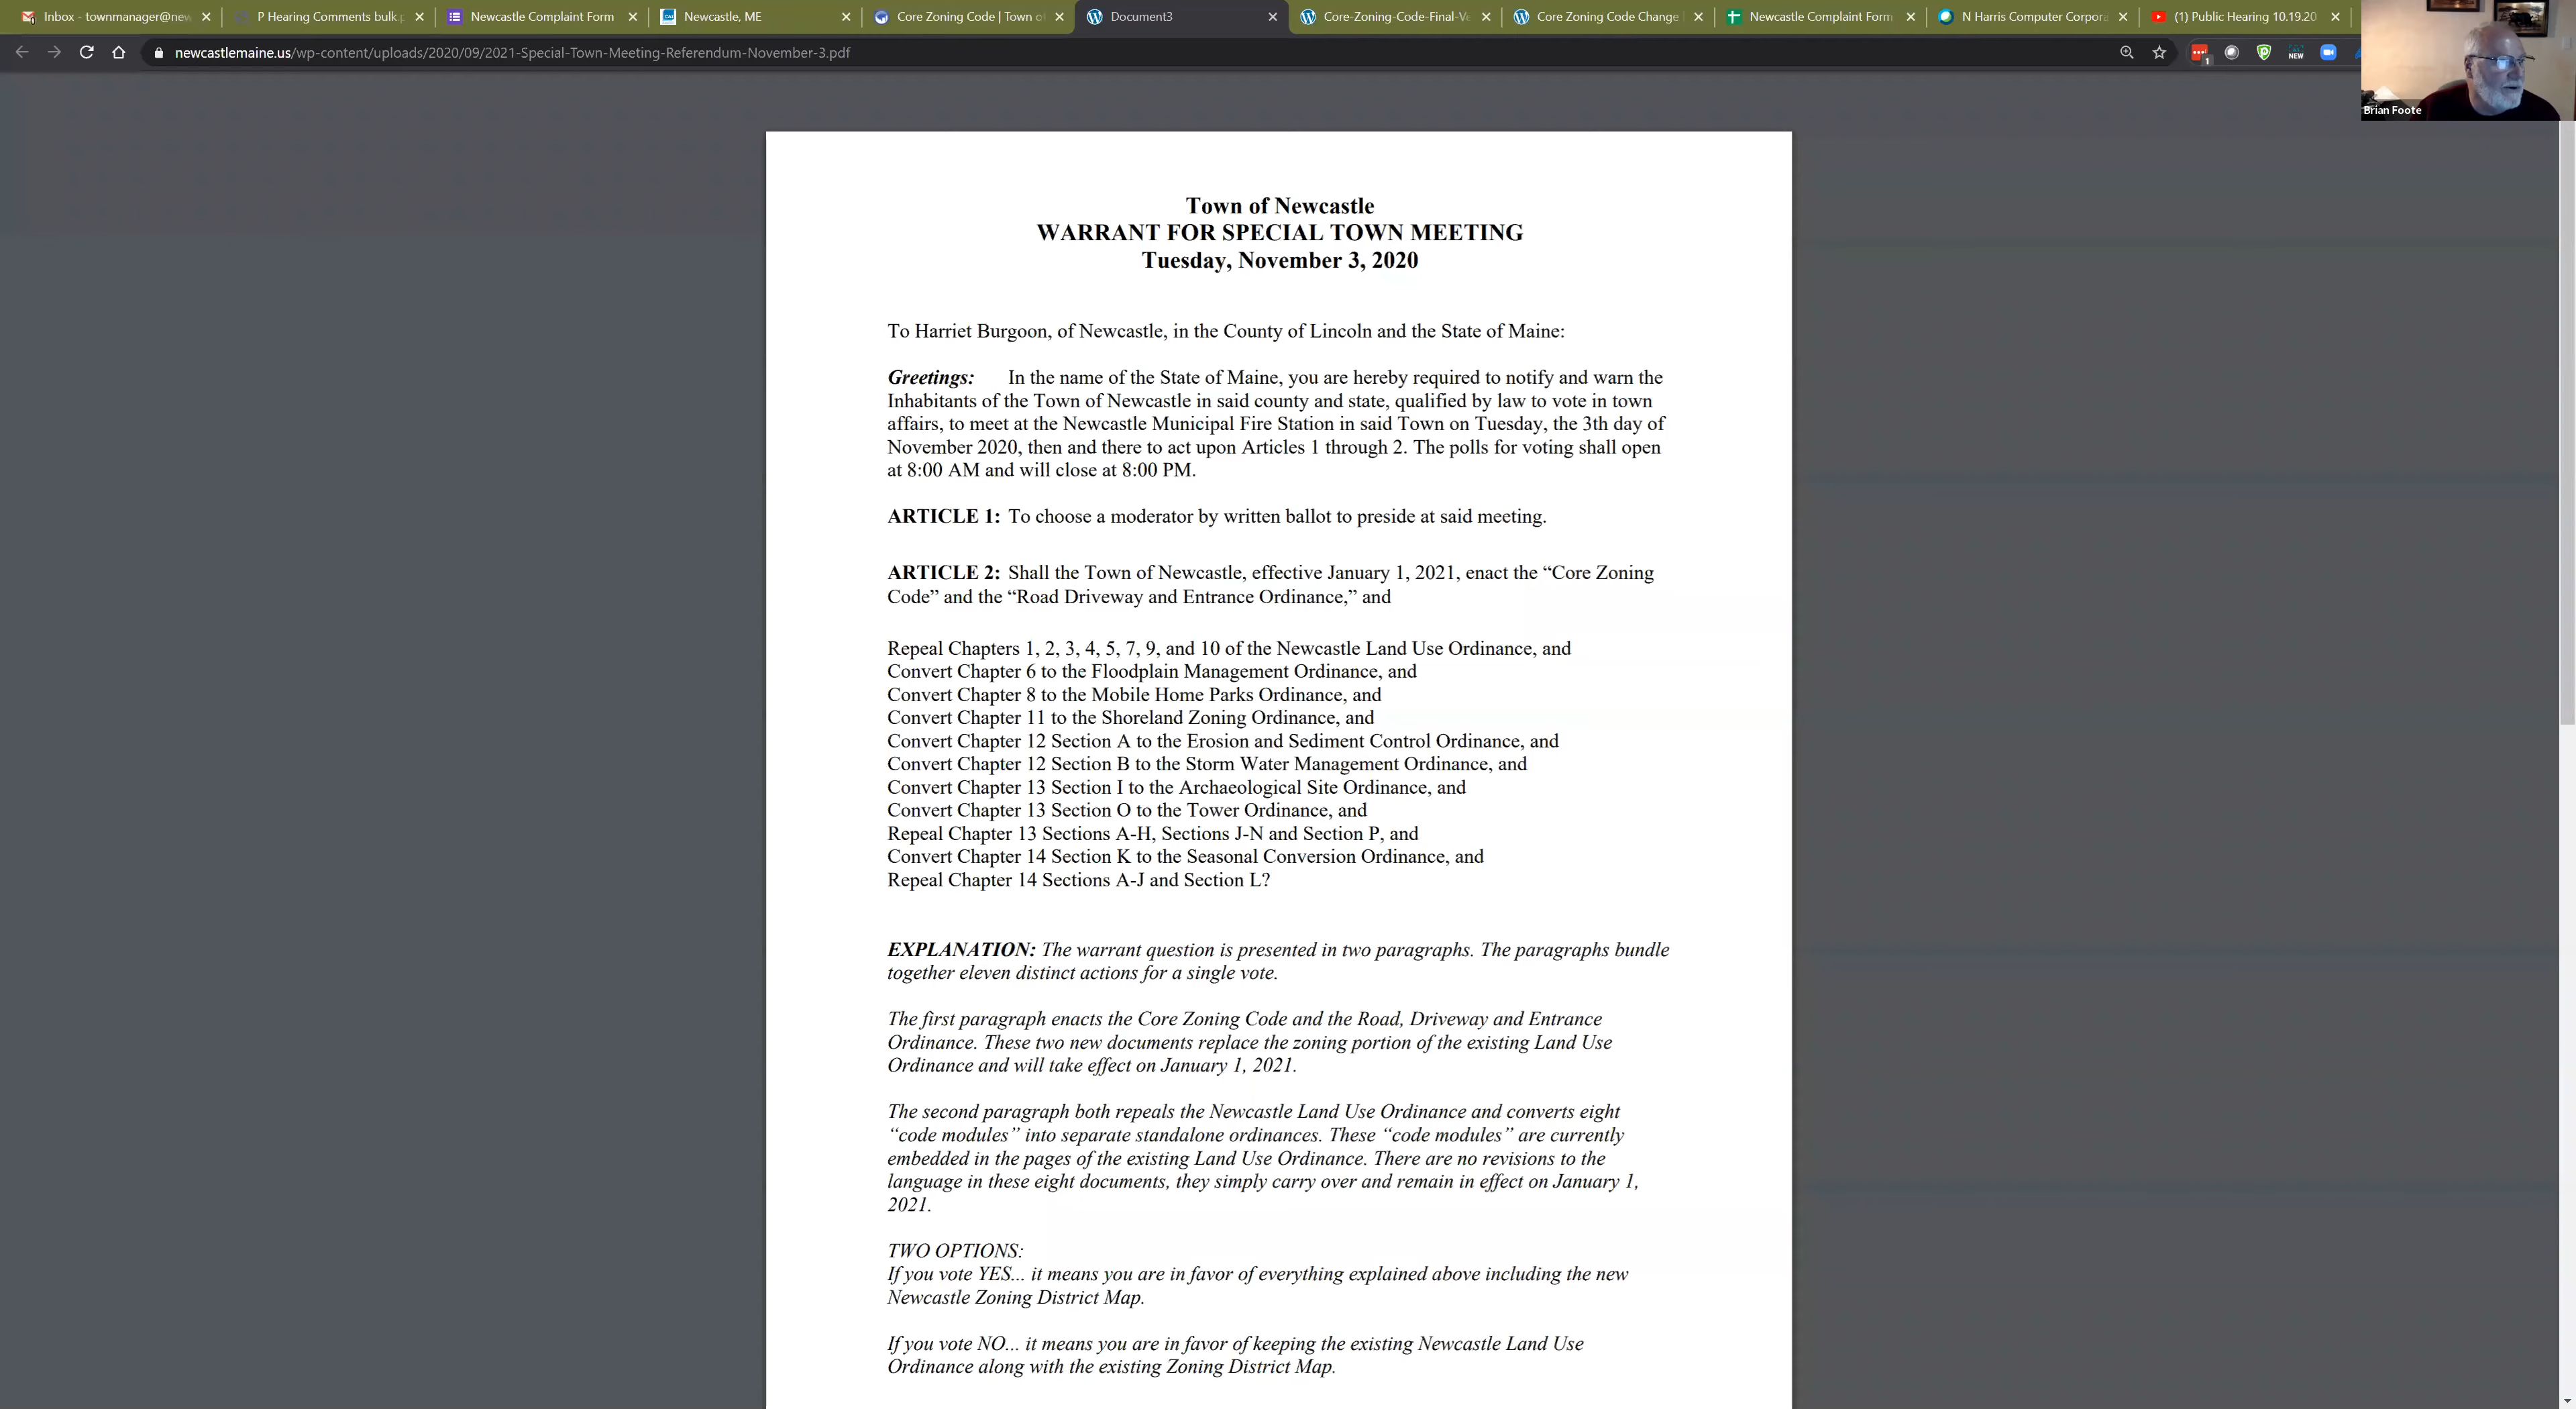 Inbox - townmanager@new
P Hearing Comments bulk.p
Newcastle Complaint Form
Newcastle, ME
Core Zoning Code | Town of
Document3
Core-Zoning-Code-Final-Ve
Core Zoning Code Change
Newcastle Complaint Form
N Harris Computer Corpora
(1) Public Hearing 10.19.20
newcastlemaine.us/wp-content/uploads/2020/09/2021-Special-Town-Meeting-Referendum-November-3.pdf
1
NEW
Brian Foote
Town of Newcastle
WARRANT FOR SPECIAL TOWN MEETING
Tuesday, November 3, 2020
To Harriet Burgoon, of Newcastle, in the County of Lincoln and the State of Maine:
Greetings: In the name of the State of Maine, you are hereby required to notify and warn the
Inhabitants of the Town of Newcastle in said county and state, qualified by law to vote in town
affairs, to meet at the Newcastle Municipal Fire Station in said Town on Tuesday, the 3th day of
November 2020, then and there to act upon Articles 1 through 2. The polls for voting shall open
at 8:00 AM and will close at 8:00 PM.
ARTICLE 1: To choose a moderator by written ballot to preside at said meeting.
ARTICLE 2: Shall the Town of Newcastle, effective January 1, 2021, enact the “Core Zoning
Code” and the “Road Driveway and Entrance Ordinance,” and
Repeal Chapters 1, 2, 3, 4, 5, 7, 9, and 10 of the Newcastle Land Use Ordinance, and
Convert Chapter 6 to the Floodplain Management Ordinance, and
Convert Chapter 8 to the Mobile Home Parks Ordinance, and
Convert Chapter 11 to the Shoreland Zoning Ordinance, and
Convert Chapter 12 Section A to the Erosion and Sediment Control Ordinance, and
Convert Chapter 12 Section B to the Storm Water Management Ordinance, and
Convert Chapter 13 Section I to the Archaeological Site Ordinance, and
Convert Chapter 13 Section O to the Tower Ordinance, and
Repeal Chapter 13 Sections A-H, Sections J-N and Section P, and
Convert Chapter 14 Section K to the Seasonal Conversion Ordinance, and
Repeal Chapter 14 Sections A-J and Section L?
EXPLANATION: The warrant question is presented in two paragraphs. The paragraphs bundle
together eleven distinct actions for a single vote.
The first paragraph enacts the Core Zoning Code and the Road, Driveway and Entrance
Ordinance. These two new documents replace the zoning portion of the existing Land Use
Ordinance and will take effect on January 1, 2021.
The second paragraph both repeals the Newcastle Land Use Ordinance and converts eight
“code modules” into separate standalone ordinances. These “code modules” are currently
embedded in the pages of the existing Land Use Ordinance. There are no revisions to the
language in these eight documents, they simply carry over and remain in effect on January 1,
2021.
TWO OPTIONS:
If you vote YES... it means you are in favor of everything explained above including the new
Newcastle Zoning District Map.
If you vote NO... it means you are in favor of keeping the existing Newcastle Land Use
Ordinance along with the existing Zoning District Map.